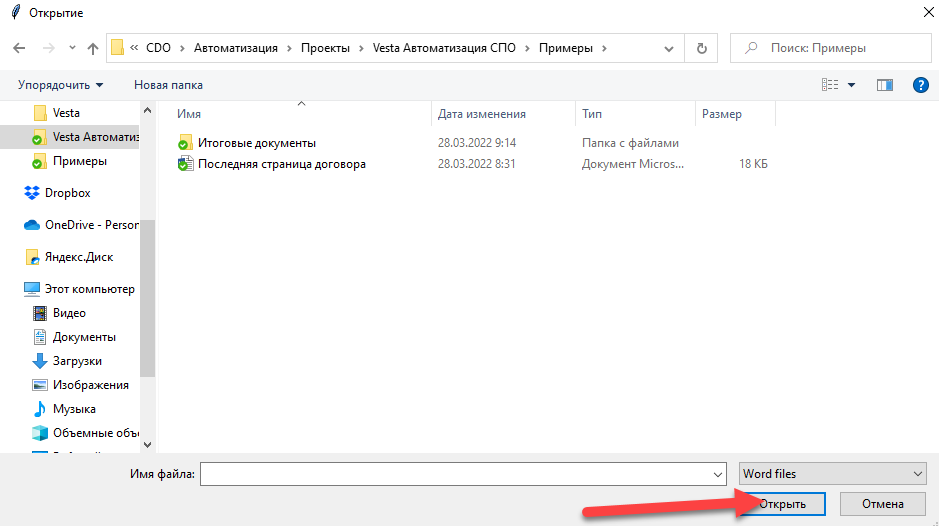 Открытие
CDO Автоматизация Проекты Vesta Автоматизация СПО Примеры
Поиск: Примеры
Упорядочить Новая папка
Имя Дата изменения Тип Размер
Vesta
Vesta Автоматиз
Примеры
Dropbox
OneDrive - Person
Яндекс.Диск
Этот компьютер
Видео
Документы
Загрузки
Изображения
Музыка
Объемные объ
Итоговые документы 28.03.2022 9:14 Папка с файлами
Последняя страница договора 28.03.2022 8:31 Документ Micros... 18 КБ
Имя файла: Word files
Открыть Отмена